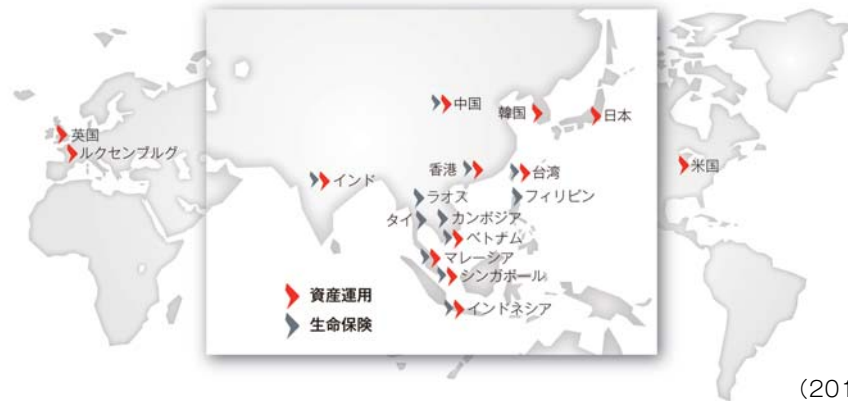 中国
韓国
日本
英国
ルクセンブルグ
香港
台湾
米国
インド
ラオス
フィリピン
タイ
カンボジア
ベトナム
マレーシア
シンガポール
インドネシア
資産運用
生命保険
(201